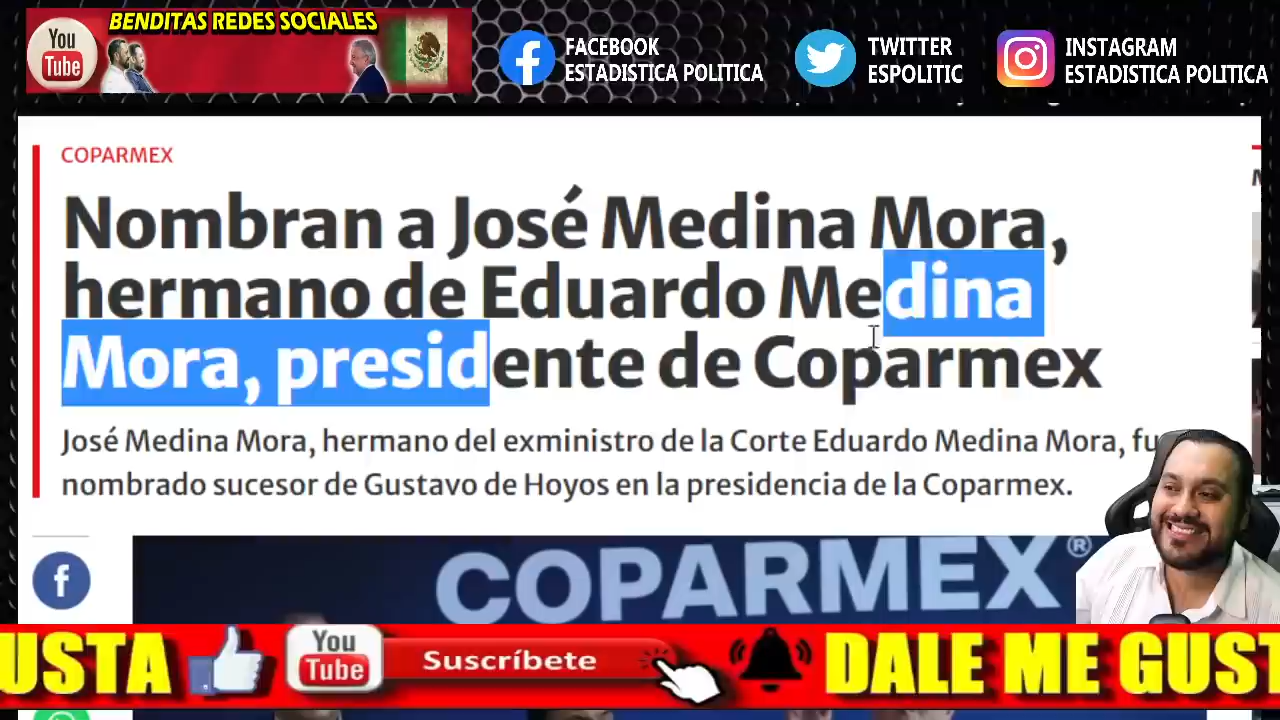 BENDITAS REDES SOCIALES
You
Tube
FACEBOOK
ESTADISTICA POLITICA
TWITTER
ESPOLITIC
INSTAGRAM
ESTADISTICA POLITICA
COPARMEX
Nombran a José Medina Mora,
hermano de Eduardo Medina
Mora, presidente de Coparmex
José Medina Mora, hermano del exministro de la Corte Eduardo Medina Mora, fu
nombrado sucesor de Gustavo de Hoyos en la presidencia de la Coparmex.
f
COPARMEX®
USTA
You
Tube
Suscríbete
DALE ME GUST